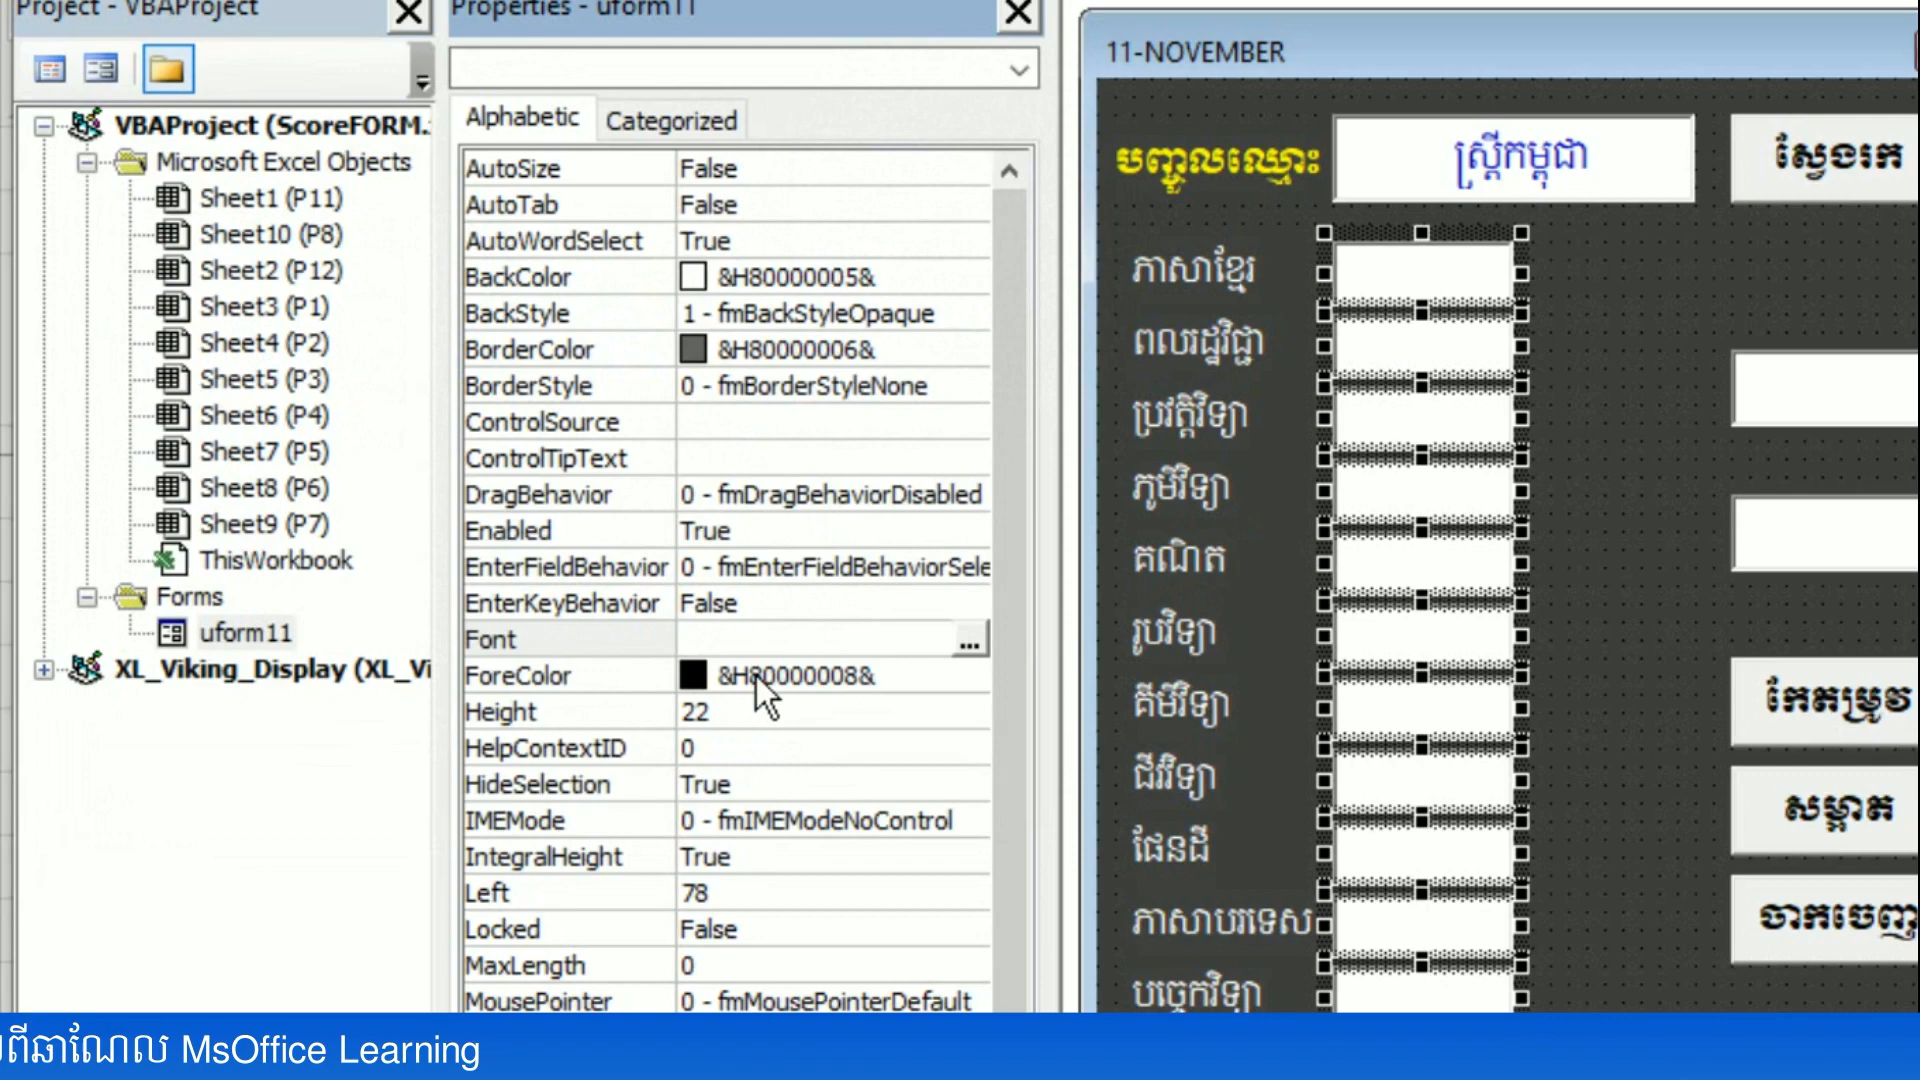 Project - VBAProject
VBAProject (ScoreFORM.
Microsoft Excel Objects
Sheet1 (P11)
Sheet10 (P8)
Sheet2 (P12)
Sheet3 (P1)
Sheet4 (P2)
Sheet5 (P3)
Sheet6 (P4)
Sheet7 (P5)
Sheet8 (P6)
Sheet9 (P7)
ThisWorkbook
Forms
uform11
XL_Viking_Display (XL_Vi
Properties - uform11
Alphabetic Categorized
AutoSize False
AutoTab False
AutoWordSelect True
BackColor &H80000005&
BackStyle 1 - fmBackStyleOpaque
BorderColor &H80000006&
BorderStyle 0 - fmBorderStyleNone
ControlSource
ControlTipText
DragBehavior 0 - fmDragBehaviorDisabled
Enabled True
EnterFieldBehavior 0 - fmEnterFieldBehaviorSele
EnterKeyBehavior False
Font ...
ForeColor &H80000008&
Height 22
HelpContextID 0
HideSelection True
IMEMode 0 - fmIMEModeNoControl
IntegralHeight True
Left 78
Locked False
MaxLength 0
MousePointer 0 - fmMousePointerDefault
11-NOVEMBER
បញ្ចូលឈ្មោះ ស្ត្រីកម្ពុជា ស្វែងរក
ភាសាខ្មែរ
ពលរដ្ឋវិជ្ជា
ប្រវត្តិវិទ្យា
ភូមិវិទ្យា
គណិត
រូបវិទ្យា
គីមីវិទ្យា
ជីវវិទ្យា
ផែនដី
ភាសាបរទេស
បច្ចេកវិទ្យា
កែតម្រូវ
សម្អាត
ចាកចេញ
ពីឆាណែល MsOffice Learning